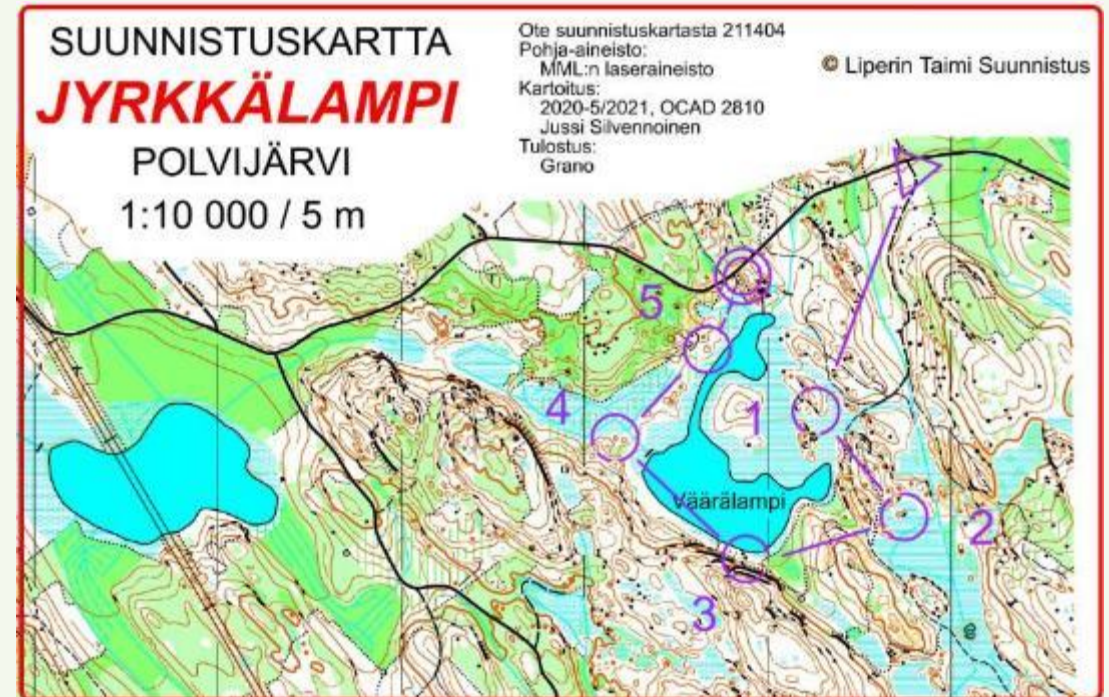 SUUNNISTUSKARTTA
JYRKKÄLAMPI
POLVIJÄRVI
1:10 000 / 5 m
Ote suunnistuskartasta 211404
Pohja-aineisto:
MML:n laseraineisto
Kartoitus:
2020-5/2021, OCAD 2810
Jussi Silvennoinen
Tulostus:
Grano
© Liperin Taimi Suunnistus
5
4
1
Väärälampi
2
3